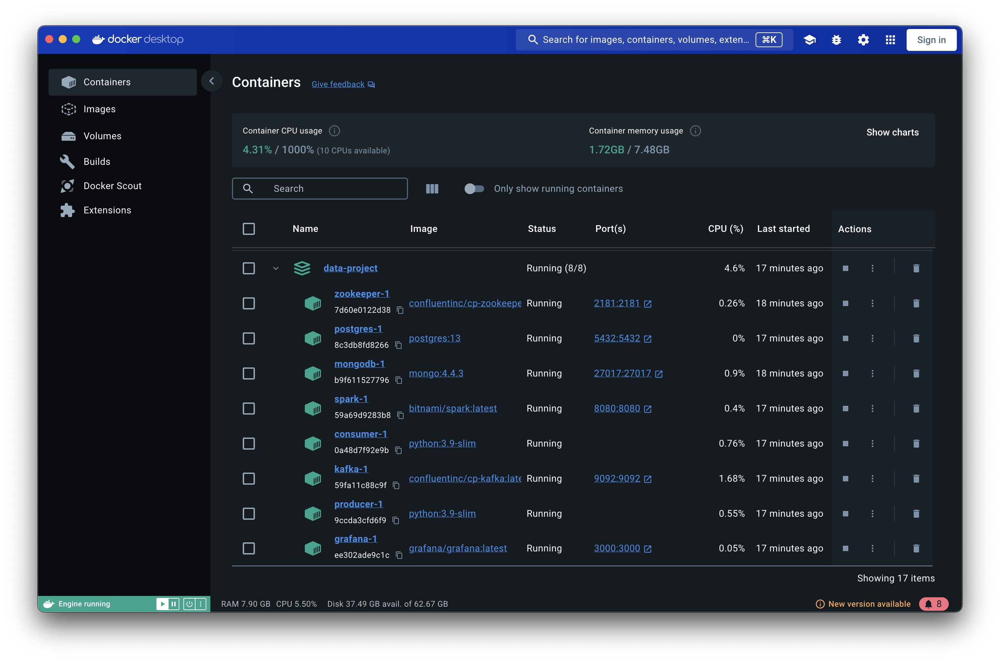 docker desktop
Search for images, containers, volumes, exten... ⌘K
Sign in
Containers
Images
Volumes
Builds
Docker Scout
Extensions
Containers Give feedback
Container CPU usage
4.31% / 1000% (10 CPUs available)
Container memory usage
1.72GB / 7.48GB
Show charts
Search
Only show running containers
Name Image Status Port(s) CPU (%) Last started Actions
data-project Running (8/8) 4.6% 17 minutes ago
zookeeper-1
7d60e0122d38
confluentinc/cp-zookeepe Running 2181:2181 0.26% 18 minutes ago
postgres-1
8c3db8fd8266
postgres:13 Running 5432:5432 0% 17 minutes ago
mongodb-1
b9f611527796
mongo:4.4.3 Running 27017:27017 0.9% 18 minutes ago
spark-1
59a69d9283b8
bitnami/spark:latest Running 8080:8080 0.4% 17 minutes ago
consumer-1
0a48d7f92e9b
python:3.9-slim Running 0.76% 17 minutes ago
kafka-1
59fa11c88c9f
confluentinc/cp-kafka:late Running 9092:9092 1.68% 17 minutes ago
producer-1
9ccda3cfd6f9
python:3.9-slim Running 0.55% 17 minutes ago
grafana-1
ee302ade9c1c
grafana/grafana:latest Running 3000:3000 0.05% 17 minutes ago
Showing 17 items
Engine running
RAM 7.90 GB CPU 5.50% Disk 37.49 GB avail. of 62.67 GB
New version available
8